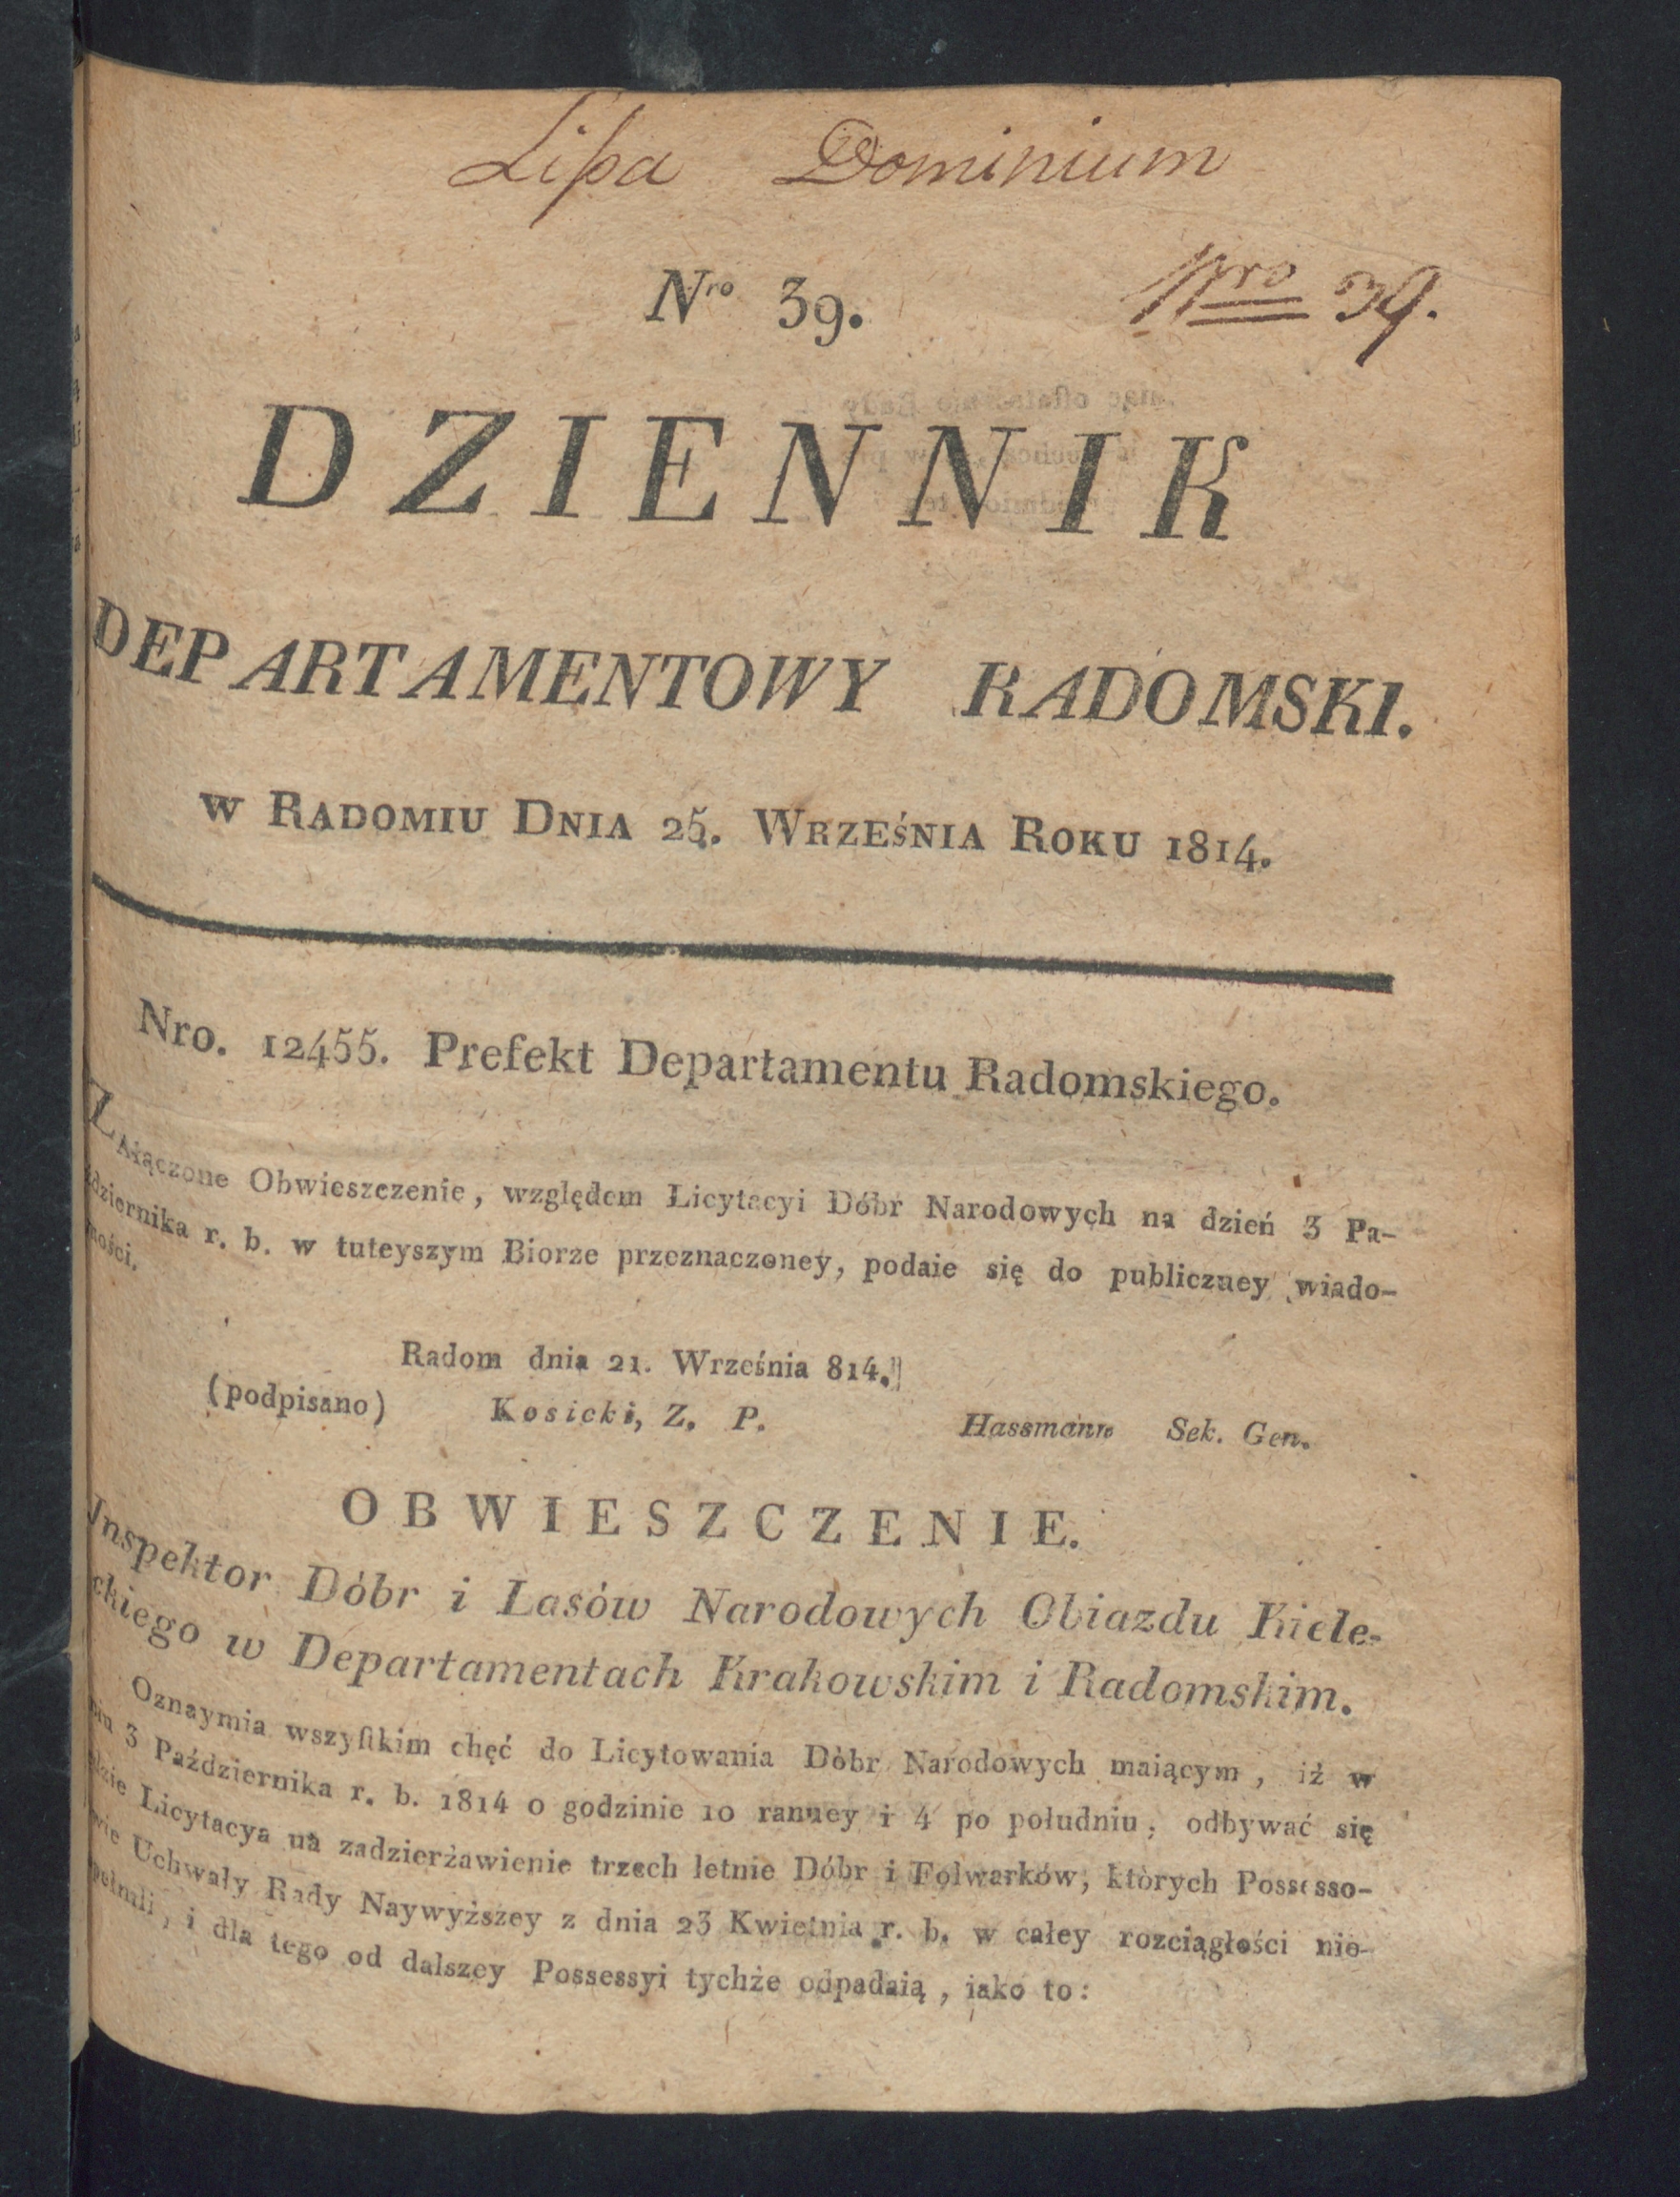 Lipa Dominium
Nro 39.
Nro 39.
DZIENNIK
DEPARTAMENTOWY RADOMSKI.
w Radomiu Dnia 25. Września Roku 1814.
Nro. 12455. Prefekt Departamentu Radomskiego.
Załączone Obwieszczenie, względem Licytacyi Dóbr Narodowych na dzień 3 Pa-
ździernika r. b. w tuteyszym Biorze przeznaczoney, podaie się do publiczney wiado-
mości.
Radom dnia 21. Września 814.
(podpisano) Kosicki, Z. P. Hassmann Sek. Gen.
OBWIESZCZENIE.
Inspektor Dóbr i Lasów Narodowych Obiazdu Kiele-
ckiego w Departamentach Krakowskim i Radomskim.
Oznaymia wszyſtkim chęć do Licytowania Dòbr Narodowych maiącym, iż w
dniu 3 Października r. b. 1814 o godzinie 10 ranney i 4 po południu, odbywać się
będzie Licytacya na zadzierżawienie trzech letnie Dóbr i Folwarków, których Possesso-
rowie Uchwały Rady Naywyższey z dnia 23 Kwietnia r. b. w całey rozciągłości nie-
pełnili, i dla tego od dalszey Possessyi tychże odpadaią, iako to: